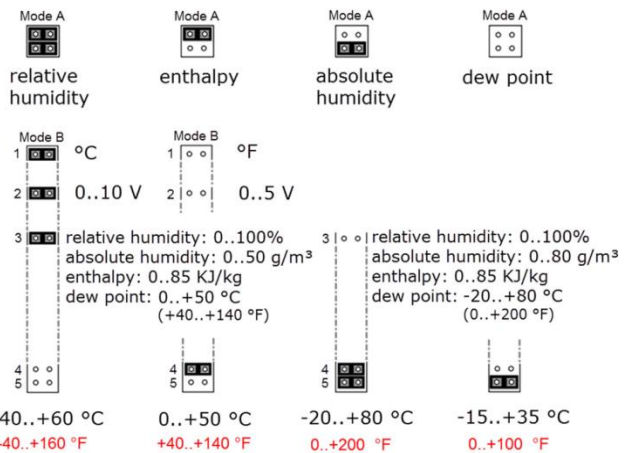 Mode A Mode A Mode A Mode A
relative humidity
enthalpy
absolute humidity
dew point
Mode B Mode B
1 °C 1 °F
2 0..10 V 2 0..5 V
3 relative humidity: 0..100%
absolute humidity: 0..50 g/m³
enthalpy: 0..85 KJ/kg
dew point: 0..+50 °C
(+40..+140 °F)
3 relative humidity: 0..100%
absolute humidity: 0..80 g/m³
enthalpy: 0..85 KJ/kg
dew point: -20..+80 °C
(0..+200 °F)
4 4 4
5 5 5
40..+60 °C 0..+50 °C -20..+80 °C -15..+35 °C
-40..+160 °F +40..+140 °F 0..+200 °F 0..+100 °F